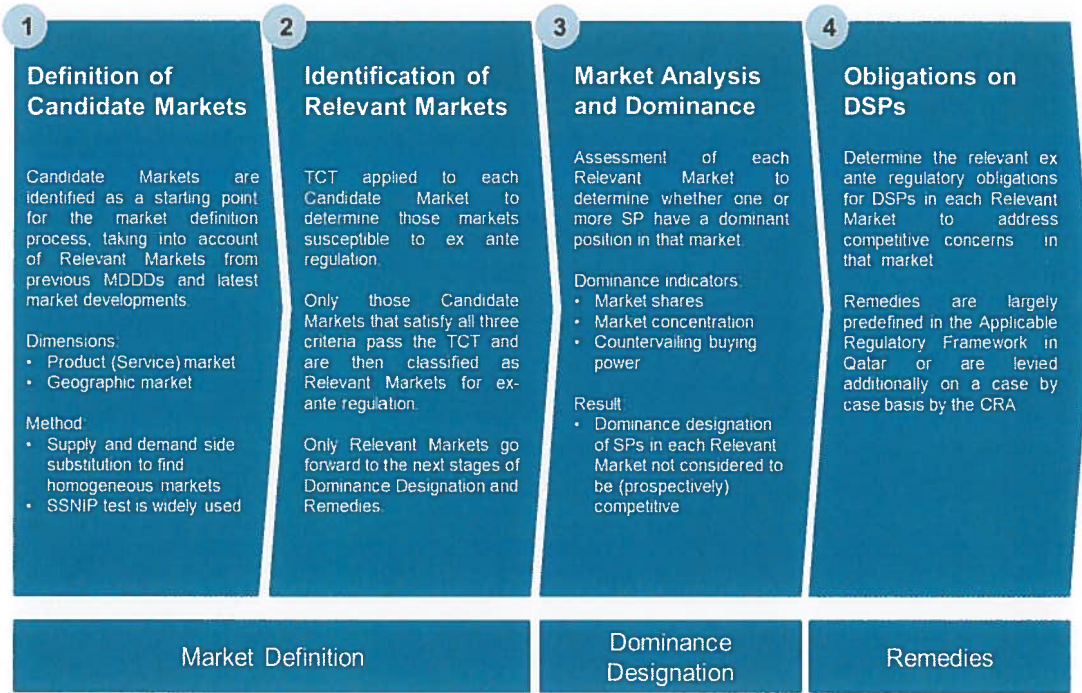 1
Definition of
Candidate Markets
Candidate Markets are
identified as a starting point
for the market definition
process, taking into account
of Relevant Markets from
previous MDDDs and latest
market developments.
Dimensions:
• Product (Service) market
• Geographic market
Method:
• Supply and demand side
substitution to find
homogeneous markets
• SSNIP test is widely used
2
Identification of
Relevant Markets
TCT applied to each
Candidate Market to
determine those markets
susceptible to ex ante
regulation.
Only those Candidate
Markets that satisfy all three
criteria pass the TCT and
are then classified as
Relevant Markets for ex-
ante regulation.
Only Relevant Markets go
forward to the next stages of
Dominance Designation and
Remedies.
3
Market Analysis
and Dominance
Assessment of each
Relevant Market to
determine whether one or
more SP have a dominant
position in that market.
Dominance indicators:
• Market shares
• Market concentration
• Countervailing buying
power
Result:
• Dominance designation
of SPs in each Relevant
Market not considered to
be (prospectively)
competitive
4
Obligations on
DSPs
Determine the relevant ex
ante regulatory obligations
for DSPs in each Relevant
Market to address
competitive concerns in
that market
Remedies are largely
predefined in the Applicable
Regulatory Framework in
Qatar or are levied
additionally on a case by
case basis by the CRA
Market Definition
Dominance
Designation
Remedies